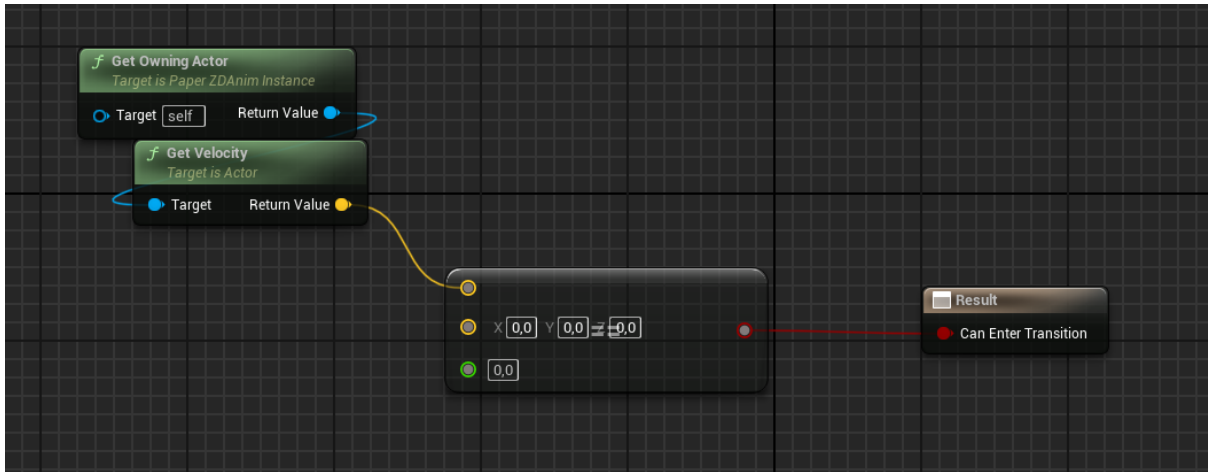 f Get Owning Actor
Target is Paper ZDAnim Instance
Target self Return Value
f Get Velocity
Target is Actor
Target Return Value
X 0,0 Y 0,0 Z 0,0
==
0,0
Result
Can Enter Transition